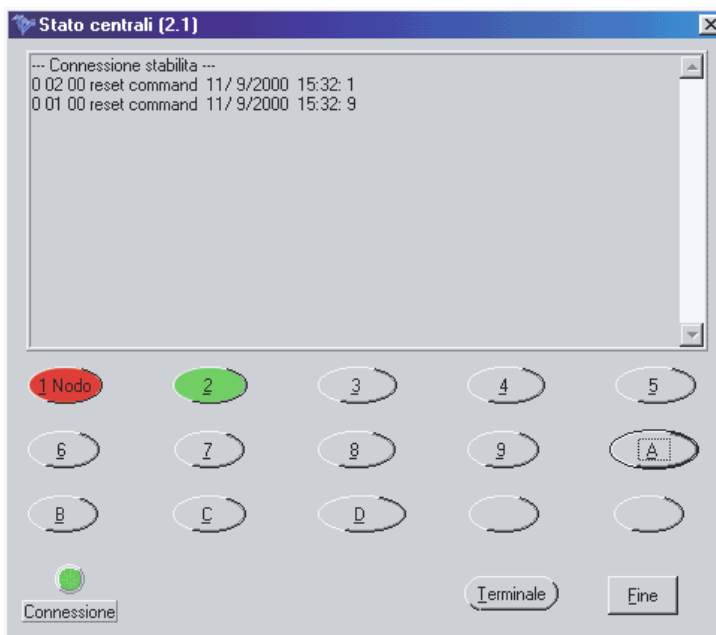 Stato centrali (2.1)
--- Connessione stabilita ---
0 02 00 reset command 11/ 9/2000 15:32: 1
0 01 00 reset command 11/ 9/2000 15:32: 9
1 Nodo 2 3 4 5
6 7 8 9 A
B C D
Terminale Fine
Connessione